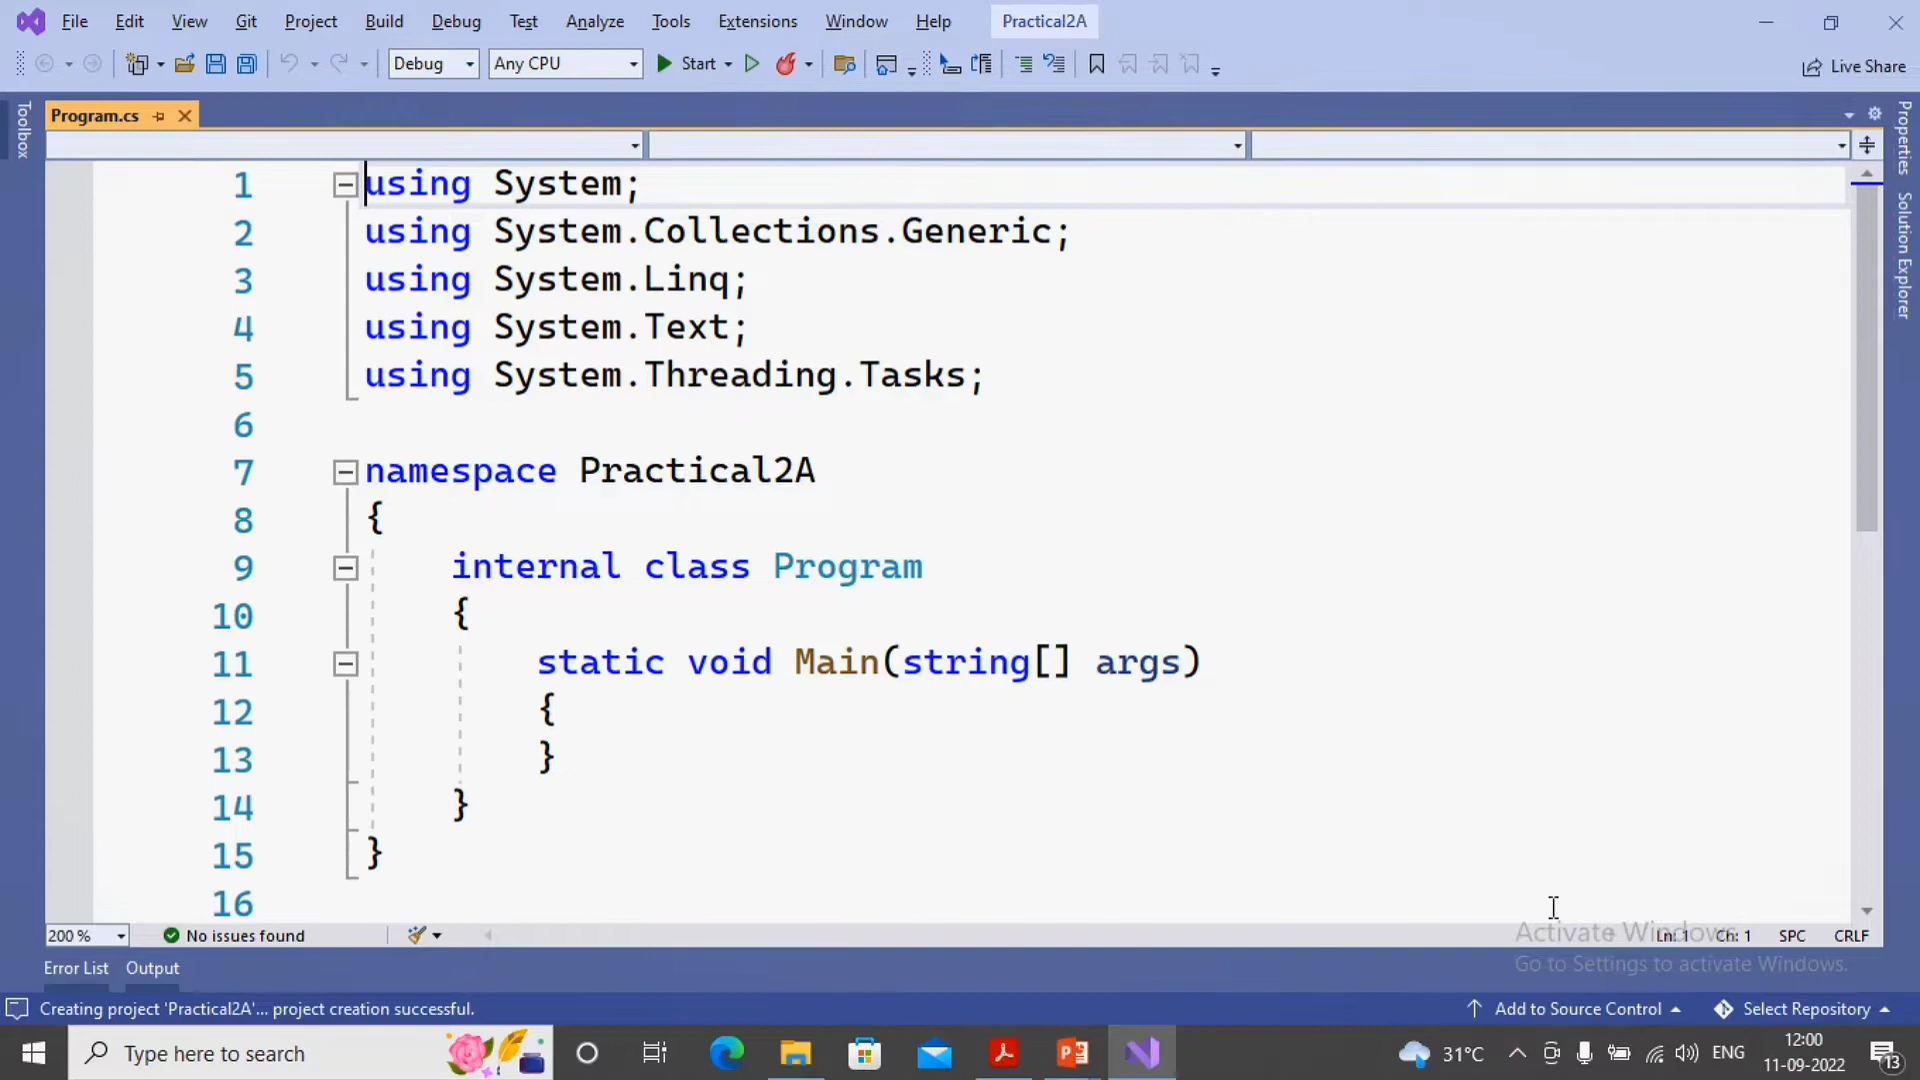 File Edit View Git Project Build Debug Test Analyze Tools Extensions Window Help Practical2A
Debug Any CPU Start Live Share
Toolbox
Program.cs
Properties
Solution Explorer
1 using System;
2 using System.Collections.Generic;
3 using System.Linq;
4 using System.Text;
5 using System.Threading.Tasks;
6
7 namespace Practical2A
8 {
9 internal class Program
10 {
11 static void Main(string[] args)
12 {
13 }
14 }
15 }
16
200 % No issues found Ln: 1 Ch: 1 SPC CRLF
Activate Windows
Go to Settings to activate Windows.
Error List Output
Creating project 'Practical2A'... project creation successful. Add to Source Control Select Repository
Type here to search 31°C ENG 12:00
11-09-2022 13